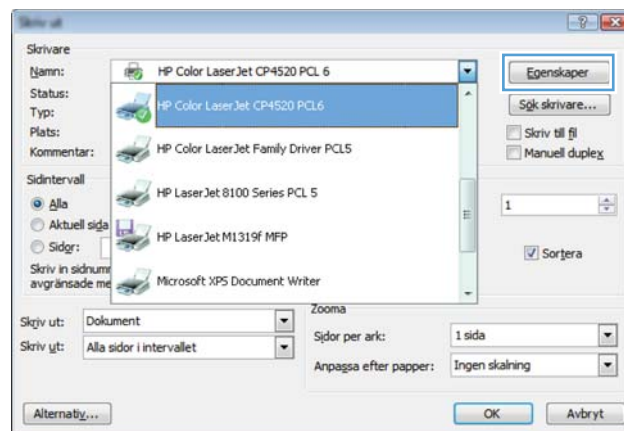 Skriv ut
Skrivare
Namn: HP Color LaserJet CP4520 PCL 6 Egenskaper
Status: HP Color LaserJet CP4520 PCL6 Sök skrivare...
Typ:
Plats: Skriv till fil
Kommentar: HP Color LaserJet Family Driver PCL5 Manuell duplex
Sidintervall
Alla HP LaserJet 8100 Series PCL 5 1
Aktuell sida
Sidor: HP LaserJet M1319f MFP Sortera
Skriv in sidnumr
avgränsade me Microsoft XPS Document Writer
Zooma
Skriv ut: Dokument Sidor per ark: 1 sida
Skriv ut: Alla sidor i intervallet Anpassa efter papper: Ingen skalning
Alternativ... OK Avbryt